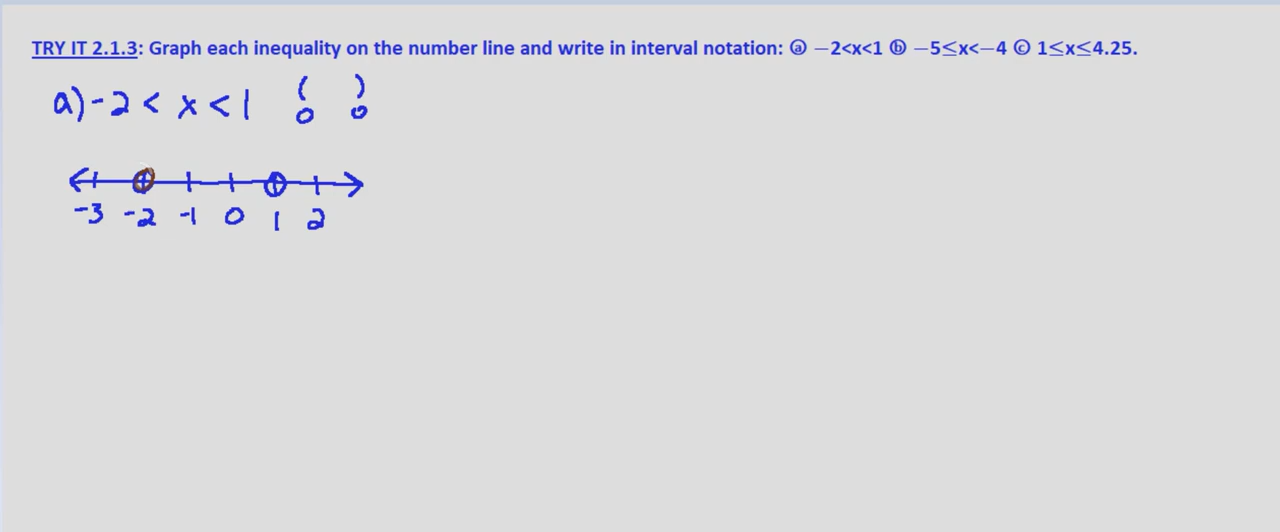 TRY IT 2.1.3: Graph each inequality on the number line and write in interval notation: ⓐ −2<x<1 ⓑ −5≤x<−4 ⓒ 1≤x≤4.25.
a) -2 < x < 1 ( )
o o
-3 -2 -1 0 1 2